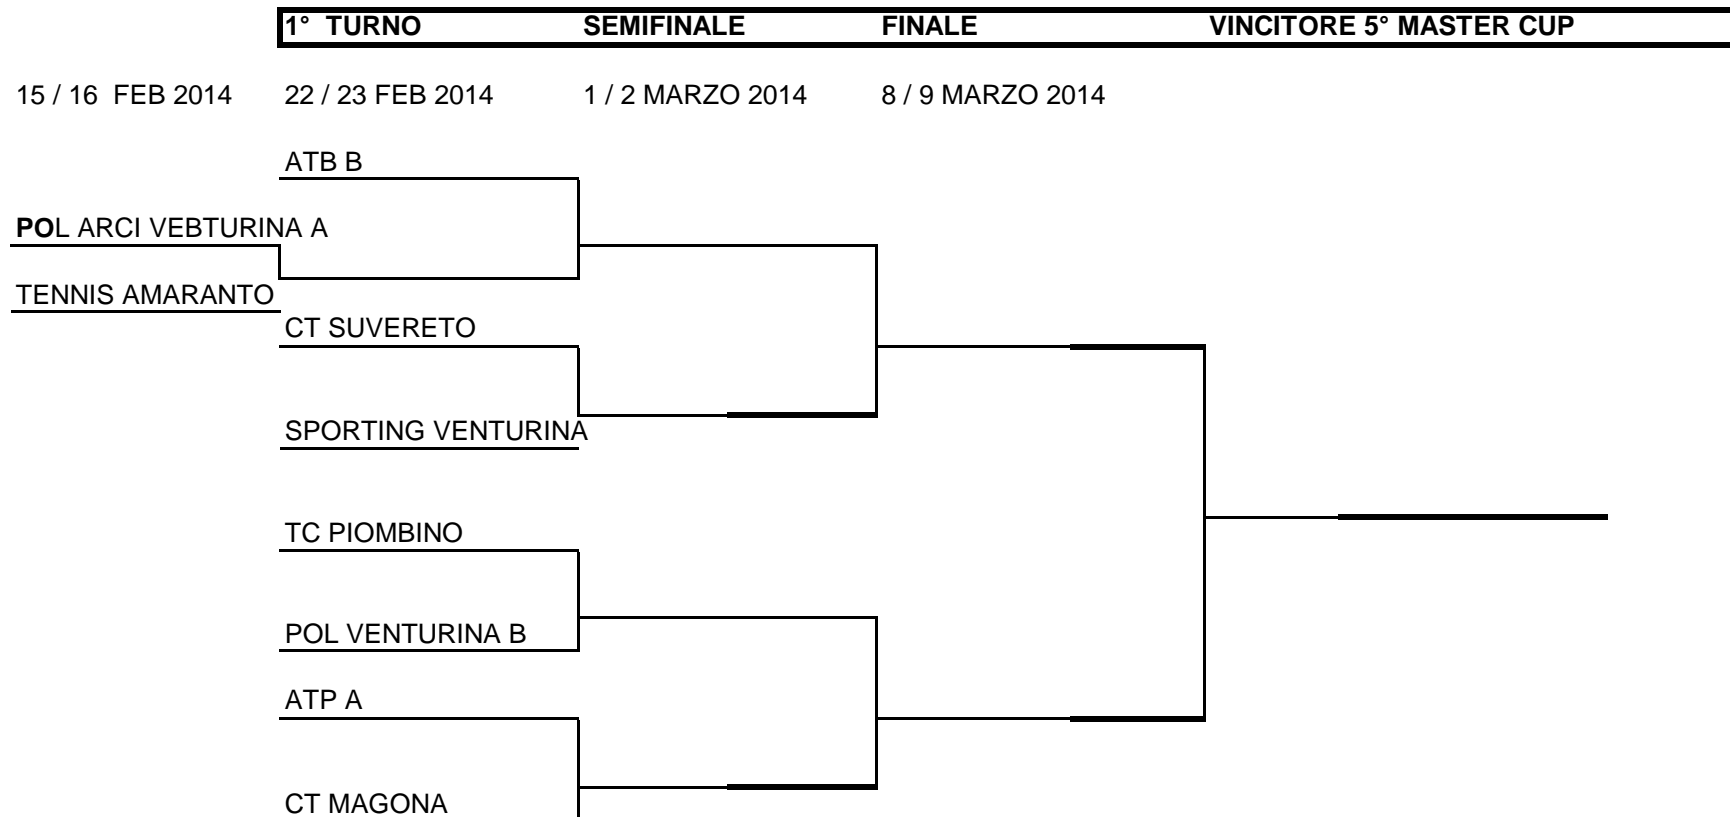 1° TURNO SEMIFINALE FINALE VINCITORE 5° MASTER CUP
15 / 16 FEB 2014 22 / 23 FEB 2014 1 / 2 MARZO 2014 8 / 9 MARZO 2014
ATB B
POL ARCI VEBTURINA A
TENNIS AMARANTO
CT SUVERETO
SPORTING VENTURINA
TC PIOMBINO
POL VENTURINA B
ATP A
CT MAGONA